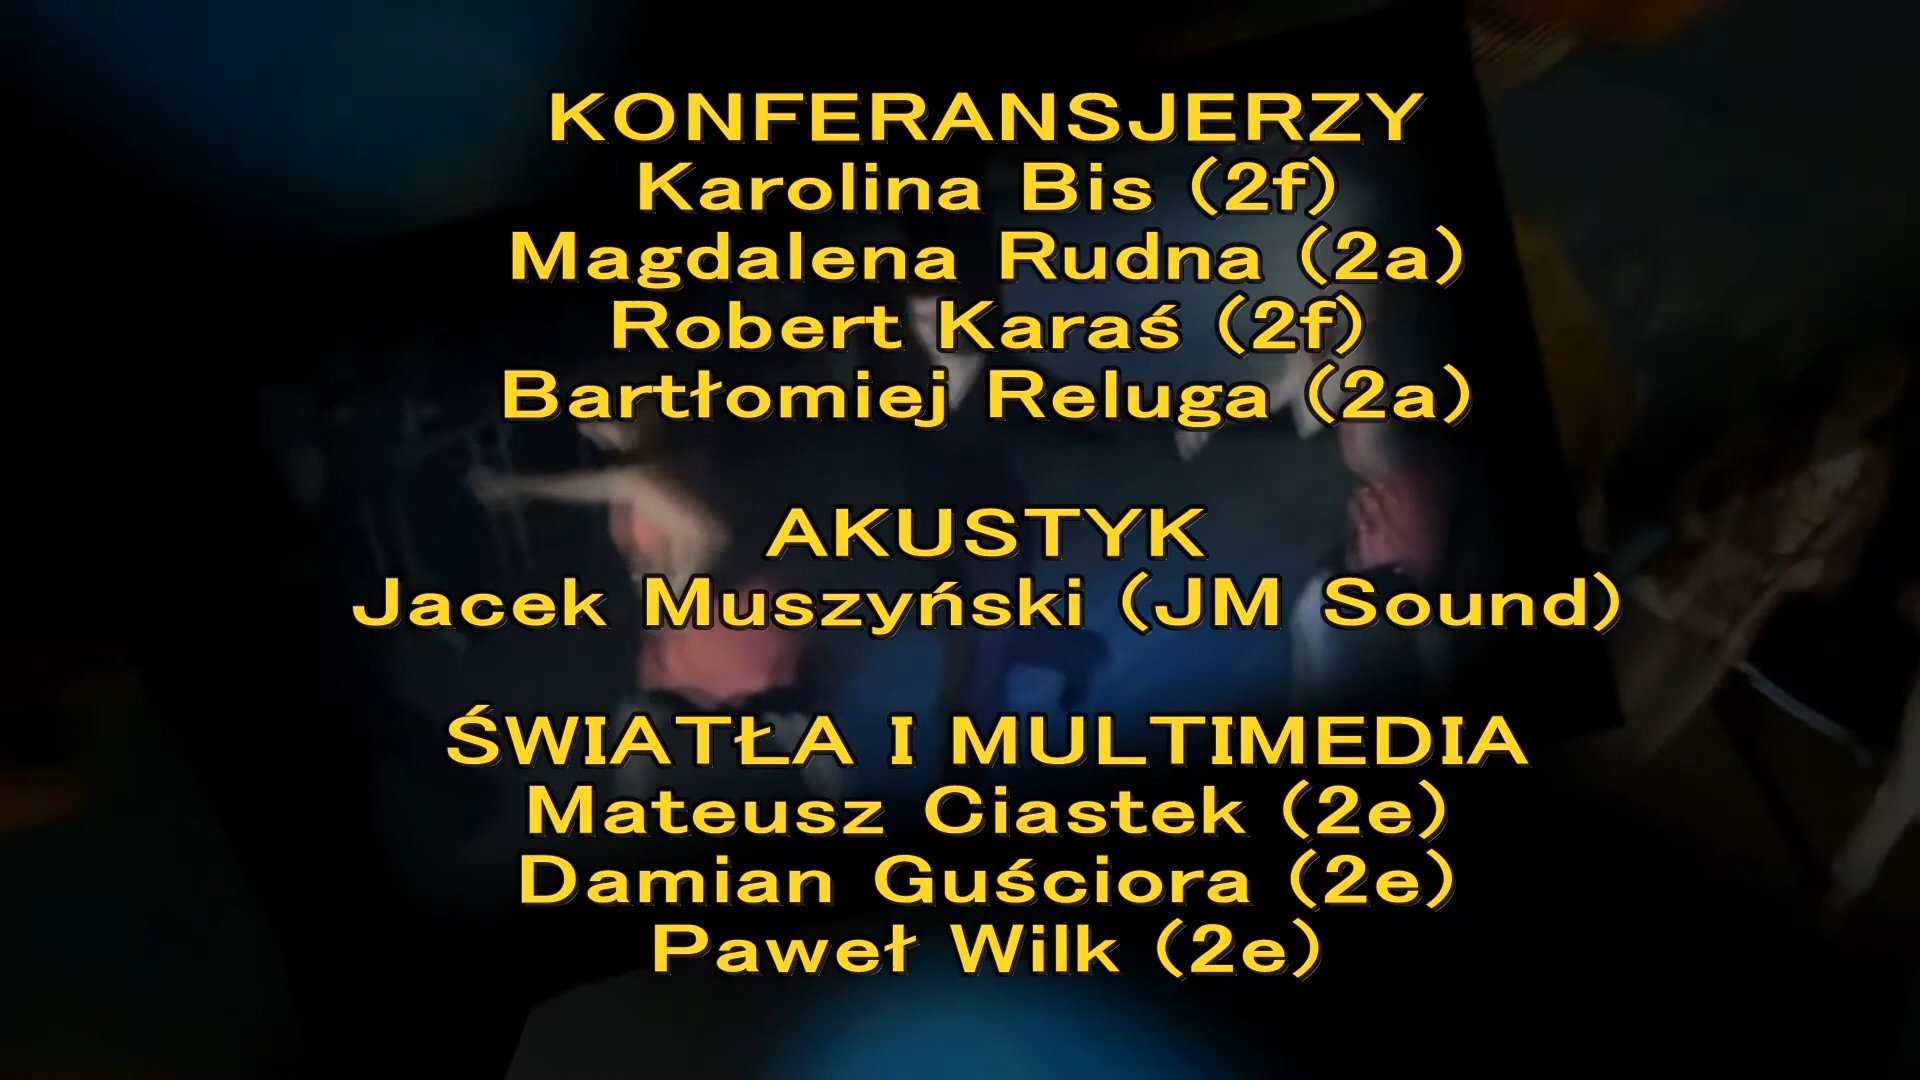 KONFERANSJERZY
Karolina Bis (2f)
Magdalena Rudna (2a)
Robert Karaś (2f)
Bartłomiej Reluga (2a)
AKUSTYK
Jacek Muszyński (JM Sound)
ŚWIATŁA I MULTIMEDIA
Mateusz Ciastek (2e)
Damian Guściora (2e)
Paweł Wilk (2e)